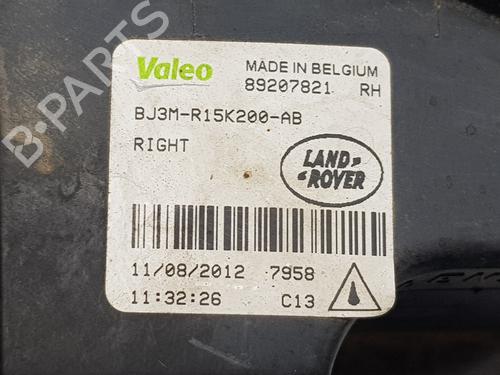 B-PARTS
Valeo
MADE IN BELGIUM
89207821 RH
BJ3M-R15K200-AB
RIGHT
LAND-
-ROVER
11/08/2012 7958
11:32:26 C13